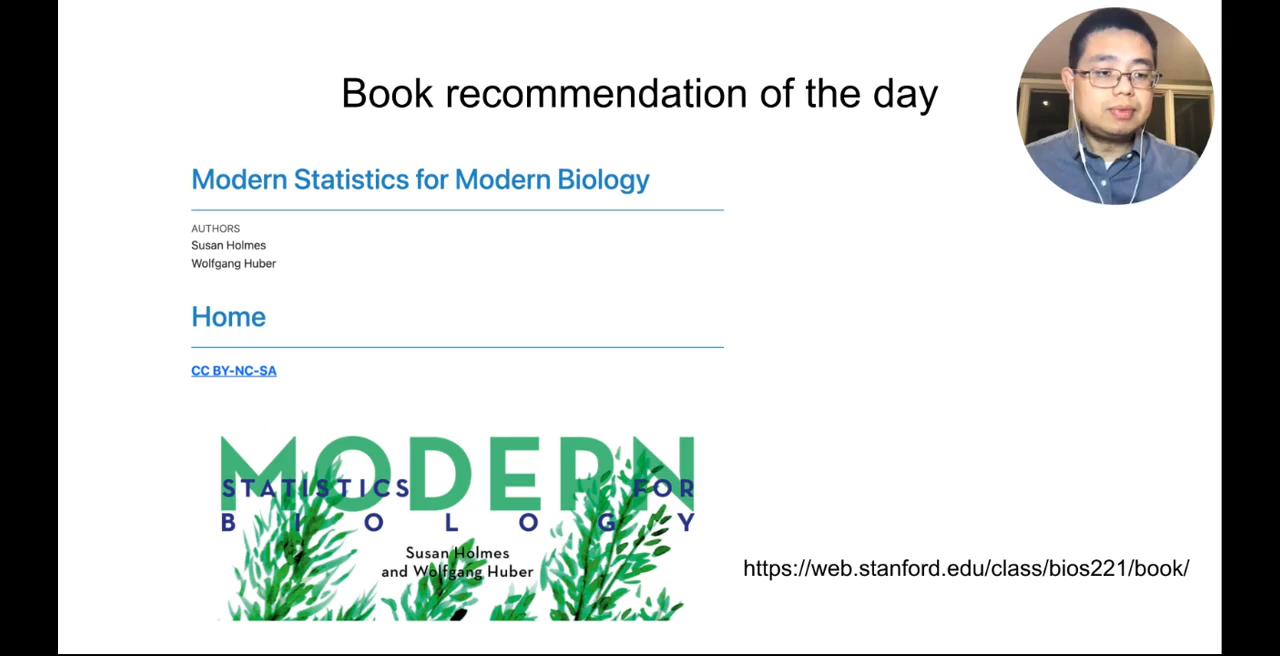 Book recommendation of the day
Modern Statistics for Modern Biology
AUTHORS
Susan Holmes
Wolfgang Huber
Home
CC BY-NC-SA
MODERN
STATISTICS FOR
BIOLOGY
Susan Holmes
and Wolfgang Huber
https://web.stanford.edu/class/bios221/book/